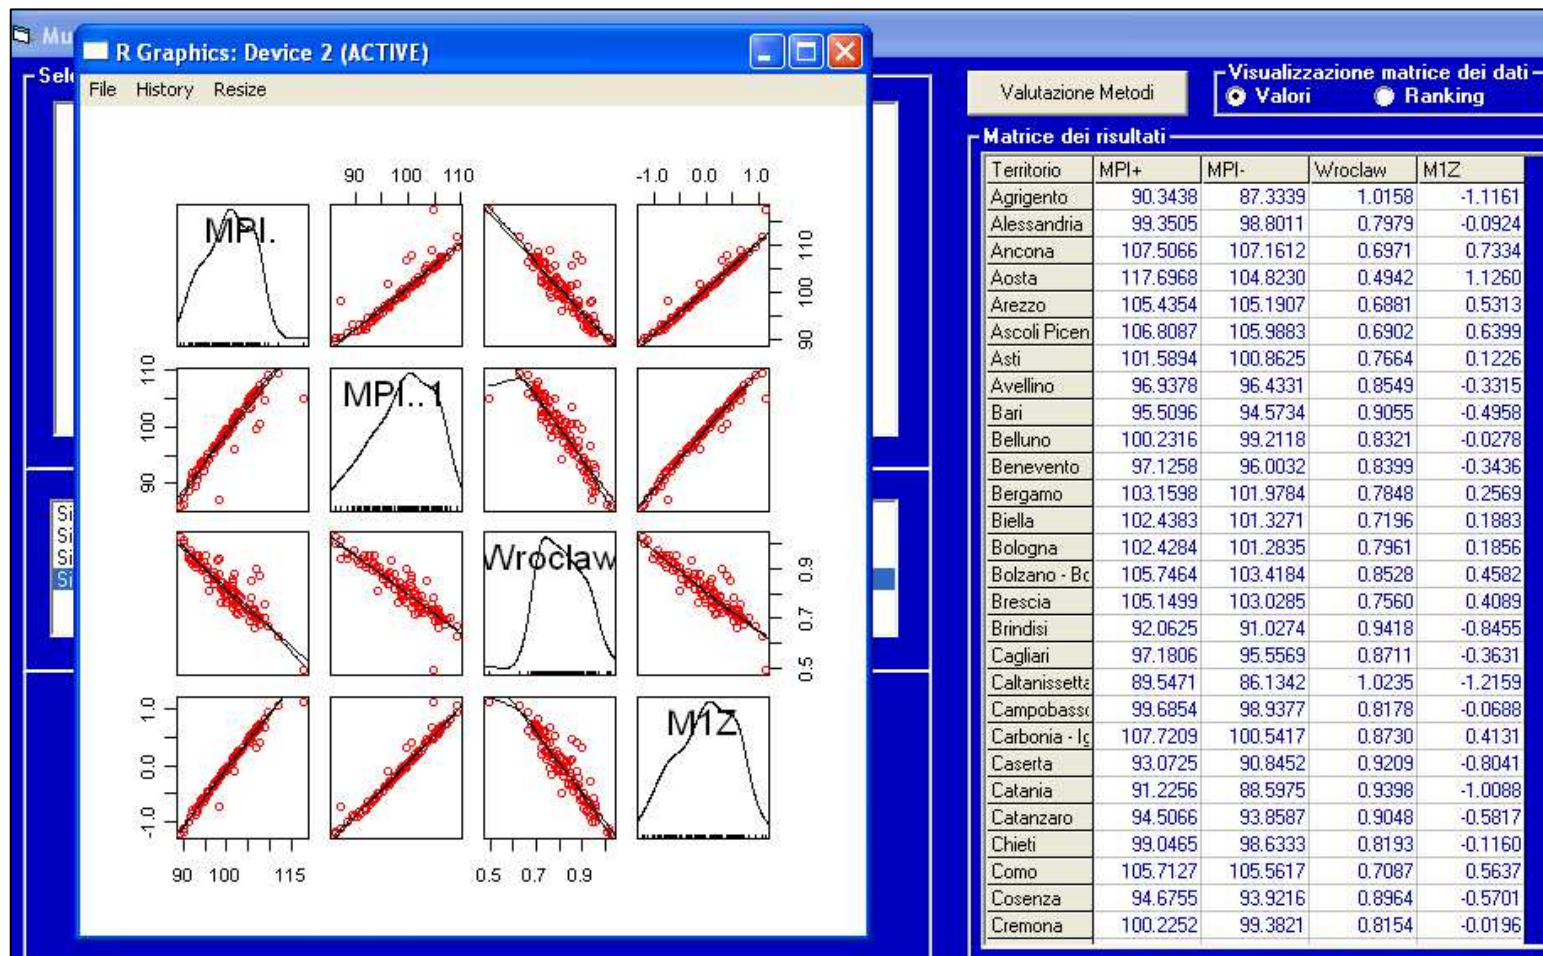 Mu
R Graphics: Device 2 (ACTIVE)
File History Resize
Sele
Valutazione Metodi
Visualizzazione matrice dei dati
Valori Ranking
Matrice dei risultati
90 100 110
-1.0 0.0 1.0
MPI.
90 100 110
90 100 110
MPI..1
Wroclaw
0.5 0.7 0.9
-1.0 0.0 1.0
M1Z
90 100 115
0.5 0.7 0.9
Si
Si
Si
Si
Territorio MPI+ MPI- Wroclaw M1Z
Agrigento 90.3438 87.3339 1.0158 -1.1161
Alessandria 99.3505 98.8011 0.7979 -0.0924
Ancona 107.5066 107.1612 0.6971 0.7334
Aosta 117.6968 104.8230 0.4942 1.1260
Arezzo 105.4354 105.1907 0.6881 0.5313
Ascoli Picen 106.8087 105.9883 0.6902 0.6399
Asti 101.5894 100.8625 0.7664 0.1226
Avellino 96.9378 96.4331 0.8549 -0.3315
Bari 95.5096 94.5734 0.9055 -0.4958
Belluno 100.2316 99.2118 0.8321 -0.0278
Benevento 97.1258 96.0032 0.8399 -0.3436
Bergamo 103.1598 101.9784 0.7848 0.2569
Biella 102.4383 101.3271 0.7196 0.1883
Bologna 102.4284 101.2835 0.7961 0.1856
Bolzano - Bo 105.7464 103.4184 0.8528 0.4582
Brescia 105.1499 103.0285 0.7560 0.4089
Brindisi 92.0625 91.0274 0.9418 -0.8455
Cagliari 97.1806 95.5569 0.8711 -0.3631
Caltanissetta 89.5471 86.1342 1.0235 -1.2159
Campobasso 99.6854 98.9377 0.8178 -0.0688
Carbonia - Ig 107.7209 100.5417 0.8730 0.4131
Caserta 93.0725 90.8452 0.9209 -0.8041
Catania 91.2256 88.5975 0.9398 -1.0088
Catanzaro 94.5066 93.8587 0.9048 -0.5817
Chieti 99.0465 98.6333 0.8193 -0.1160
Como 105.7127 105.5617 0.7087 0.5637
Cosenza 94.6755 93.9216 0.8964 -0.5701
Cremona 100.2252 99.3821 0.8154 -0.0196